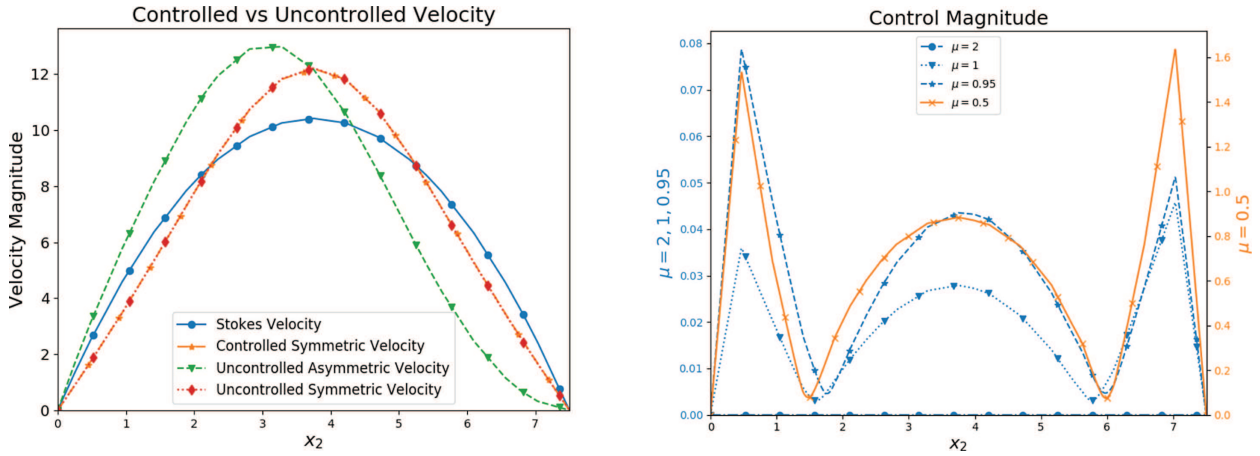 Controlled vs Uncontrolled Velocity
Velocity Magnitude
12
10
8
6
4
2
0
Stokes Velocity
Controlled Symmetric Velocity
Uncontrolled Asymmetric Velocity
Uncontrolled Symmetric Velocity
0 1 2 3 4 5 6 7
x₂
Control Magnitude
μ = 2, 1, 0.95
0.08
0.07
0.06
0.05
0.04
0.03
0.02
0.01
0.00
μ = 2
μ = 1
μ = 0.95
μ = 0.5
1.6
1.4
1.2
1.0
0.8
0.6
0.4
0.2
0.0
μ = 0.5
0 1 2 3 4 5 6 7
x₂